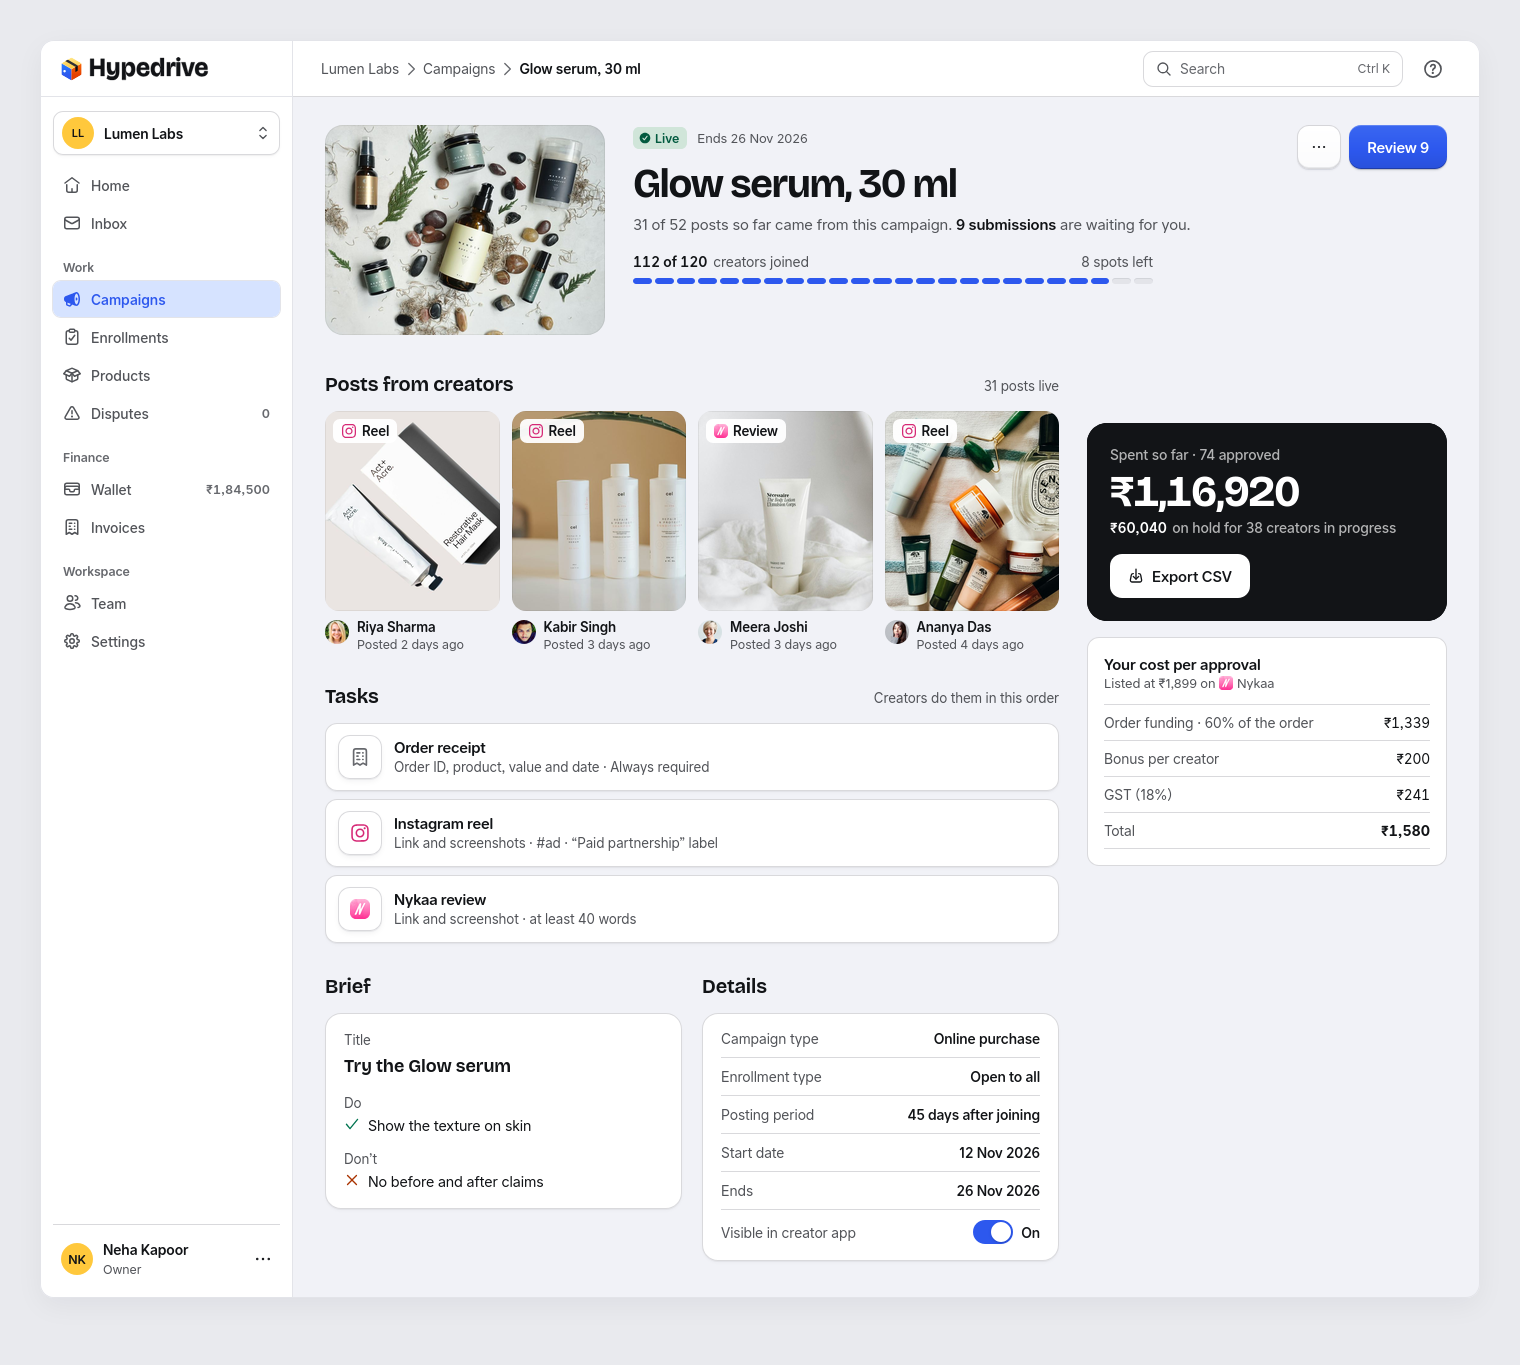 Hypedrive
Lumen Labs > Campaigns > Glow serum, 30 ml
Search Ctrl K
LL Lumen Labs
Home
Inbox
Work
Campaigns
Enrollments
Products
Disputes 0
Finance
Wallet ₹1,84,500
Invoices
Workspace
Team
Settings
NK Neha Kapoor
Owner
Live Ends 26 Nov 2026
Review 9
Glow serum, 30 ml
31 of 52 posts so far came from this campaign. 9 submissions are waiting for you.
112 of 120 creators joined 8 spots left
Posts from creators 31 posts live
Reel
Act+
Acre.
Restorative
Hair Mask
Act+
Acre.
Reel
Review
Reel
Riya Sharma
Posted 2 days ago
Kabir Singh
Posted 3 days ago
Meera Joshi
Posted 3 days ago
Ananya Das
Posted 4 days ago
Tasks Creators do them in this order
Order receipt
Order ID, product, value and date · Always required
Instagram reel
Link and screenshots · #ad · “Paid partnership” label
Nykaa review
Link and screenshot · at least 40 words
Brief
Title
Try the Glow serum
Do
Show the texture on skin
Don’t
No before and after claims
Details
Campaign type Online purchase
Enrollment type Open to all
Posting period 45 days after joining
Start date 12 Nov 2026
Ends 26 Nov 2026
Visible in creator app On
Spent so far · 74 approved
₹1,16,920
₹60,040 on hold for 38 creators in progress
Export CSV
Your cost per approval
Listed at ₹1,899 on Nykaa
Order funding · 60% of the order ₹1,339
Bonus per creator ₹200
GST (18%) ₹241
Total ₹1,580